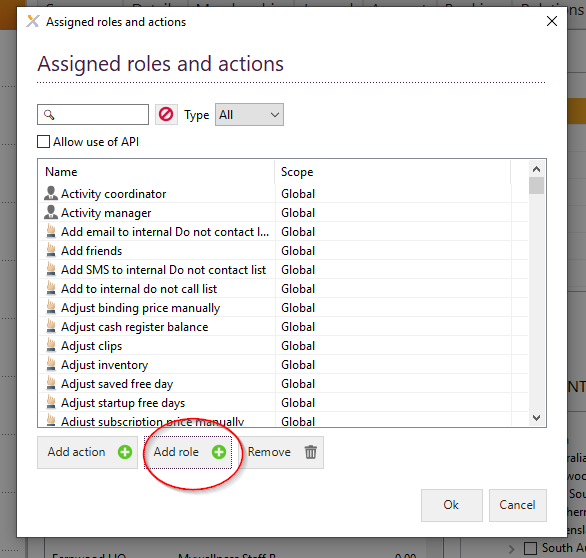 Assigned roles and actions
Assigned roles and actions
Type All
Allow use of API
Name Scope
Activity coordinator Global
Activity manager Global
Add email to internal Do not contact l... Global
Add friends Global
Add SMS to internal Do not contact list Global
Add to internal do not call list Global
Adjust binding price manually Global
Adjust cash register balance Global
Adjust clips Global
Adjust inventory Global
Adjust saved free day Global
Adjust startup free days Global
Adjust subscription price manually Global
Add action Add role Remove
Ok Cancel
South A